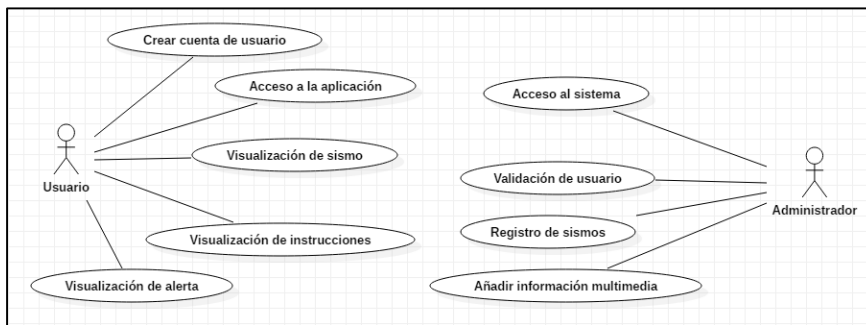 Crear cuenta de usuario
Acceso a la aplicación
Visualización de sismo
Usuario
Visualización de instrucciones
Visualización de alerta
Acceso al sistema
Validación de usuario
Administrador
Registro de sismos
Añadir información multimedia